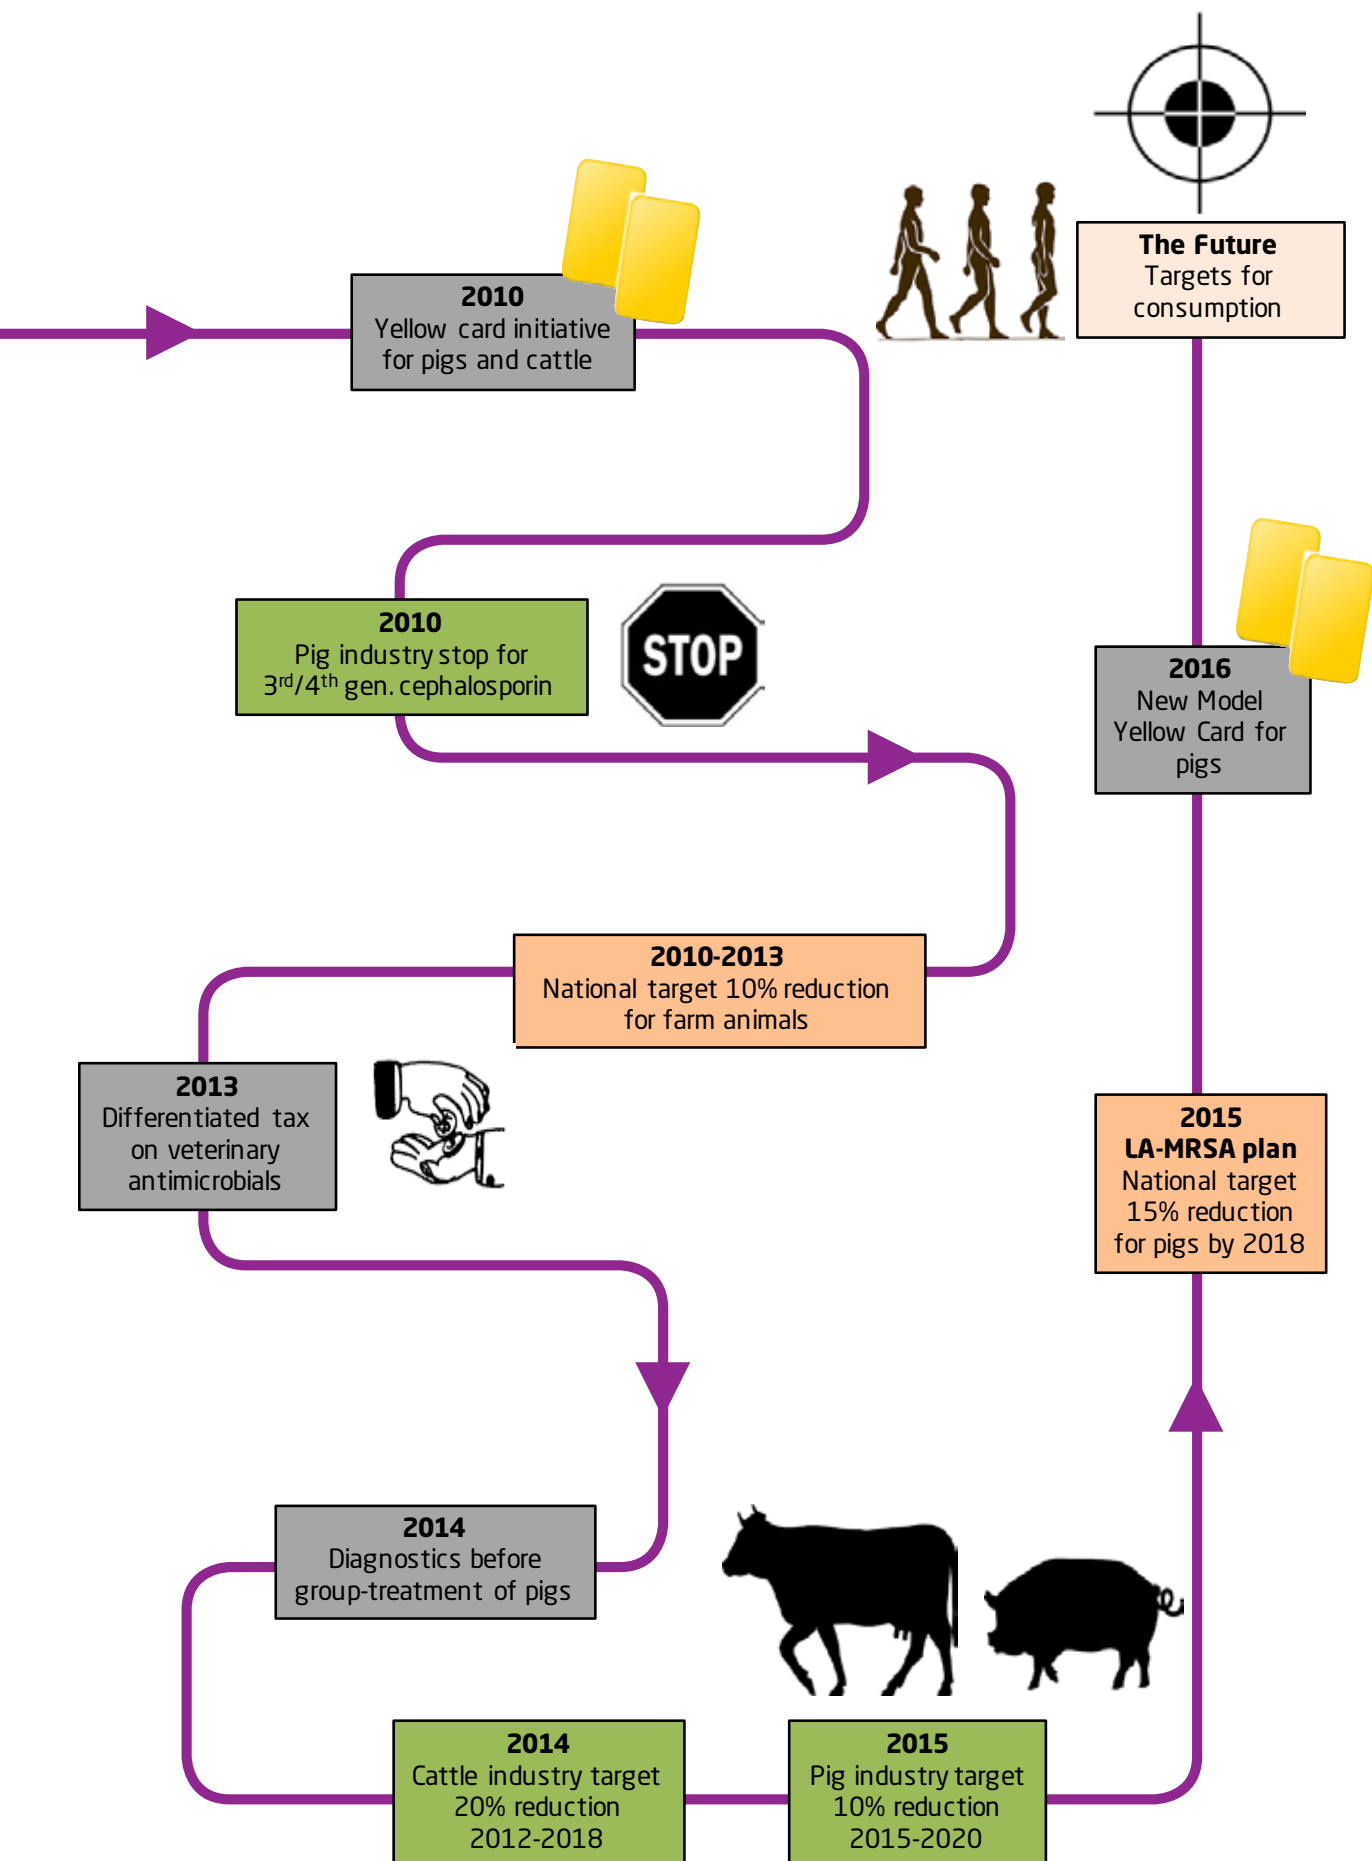 2010
Yellow card initiative
for pigs and cattle
2010
Pig industry stop for
3rd/4th gen. cephalosporin
STOP
2010-2013
National target 10% reduction
for farm animals
2013
Differentiated tax
on veterinary
antimicrobials
2014
Diagnostics before
group-treatment of pigs
2014
Cattle industry target
20% reduction
2012-2018
2015
Pig industry target
10% reduction
2015-2020
2015
LA-MRSA plan
National target
15% reduction
for pigs by 2018
2016
New Model
Yellow Card for
pigs
The Future
Targets for
consumption